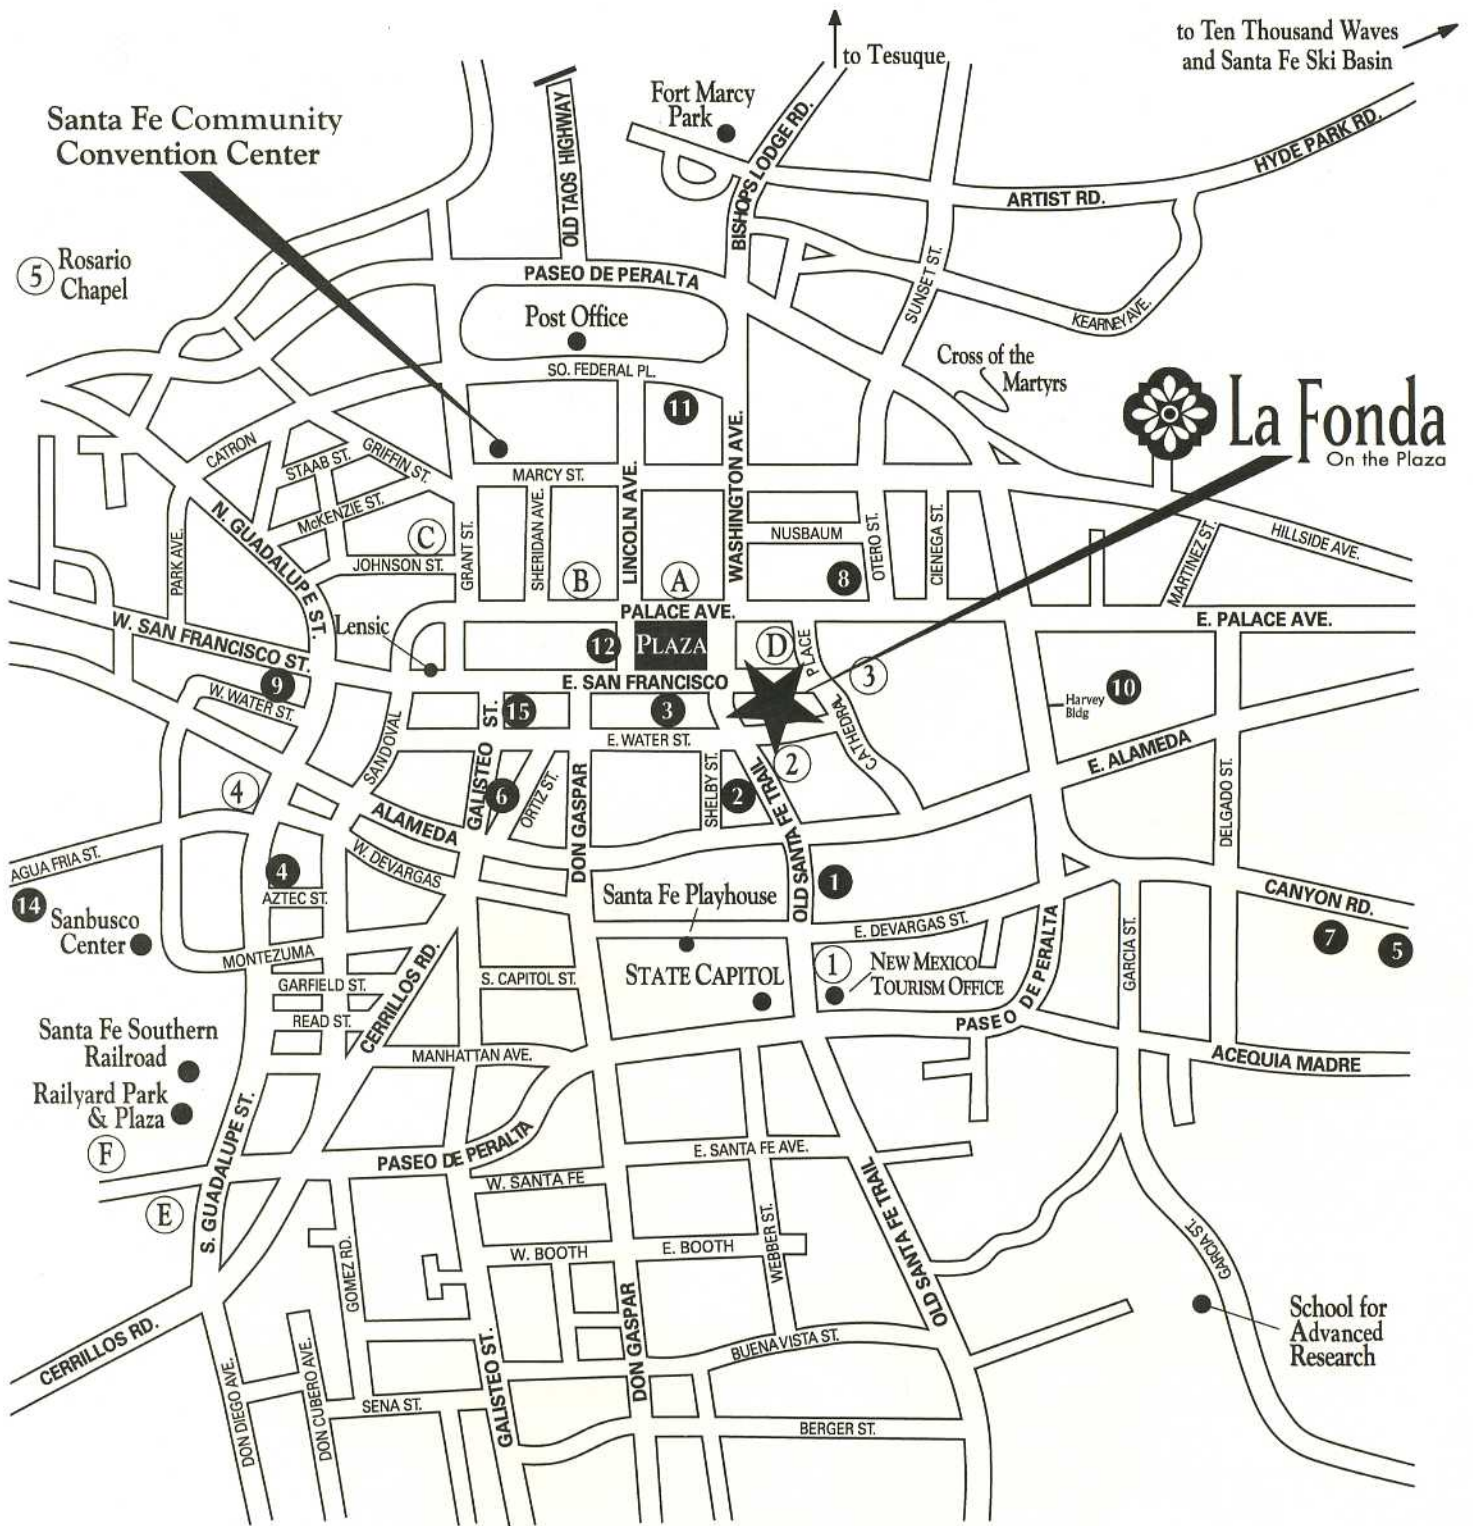 to Ten Thousand Waves
and Santa Fe Ski Basin
to Tesuque
Fort Marcy
Park
Santa Fe Community
Convention Center
OLD TAOS HIGHWAY
BISHOPS LODGE RD.
HYDE PARK RD.
ARTIST RD.
5
Rosario
Chapel
PASEO DE PERALTA
SUNSET ST.
KEARNEY AVE.
Post Office
SO. FEDERAL PL.
Cross of the
Martyrs
La Fonda
On the Plaza
11
CATRON
STAAB ST.
GRIFFIN ST.
McKENZIE ST.
MARCY ST.
LINCOLN AVE.
WASHINGTON AVE.
N. GUADALUPE ST.
PARK AVE.
C
JOHNSON ST.
GRANT ST.
SHERIDAN AVE.
B
A
NUSBAUM
8
OTERO ST.
CIENEGA ST.
MARTINEZ ST.
HILLSIDE AVE.
PALACE AVE.
E. PALACE AVE.
W. SAN FRANCISCO ST.
Lensic
12
PLAZA
D
CATHEDRAL PLACE
3
E. SAN FRANCISCO
9
W. WATER ST.
15
3
10
Harvey
Bldg
SANDOVAL
GALISTEO ST.
E. WATER ST.
2
E. ALAMEDA
4
6
ORTIZ ST.
DON GASPAR
SHELBY ST.
2
OLD SANTA FE TRAIL
DELGADO ST.
ALAMEDA
W. DEVARGAS
AGUA FRIA ST.
4
AZTEC ST.
14
Sanbusco
Center
Santa Fe Playhouse
1
E. DEVARGAS ST.
CANYON RD.
7
5
MONTEZUMA
GARFIELD ST.
READ ST.
CERRILLOS RD.
S. CAPITOL ST.
STATE CAPITOL
1
NEW MEXICO
TOURISM OFFICE
PASEO DE PERALTA
GARCIA ST.
Santa Fe Southern
Railroad
Railyard Park
& Plaza
MANHATTAN AVE.
ACEQUIA MADRE
F
E
S. GUADALUPE ST.
PASEO DE PERALTA
W. SANTA FE
E. SANTA FE AVE.
OLD SANTA FE TRAIL
GOMEZ RD.
W. BOOTH
E. BOOTH
WEBBER ST.
GARCIA ST.
School for
Advanced
Research
CERRILLOS RD.
DON DIEGO AVE.
DON CUBERO AVE.
SENA ST.
GALISTEO ST.
DON GASPAR
BUENA VISTA ST.
BERGER ST.